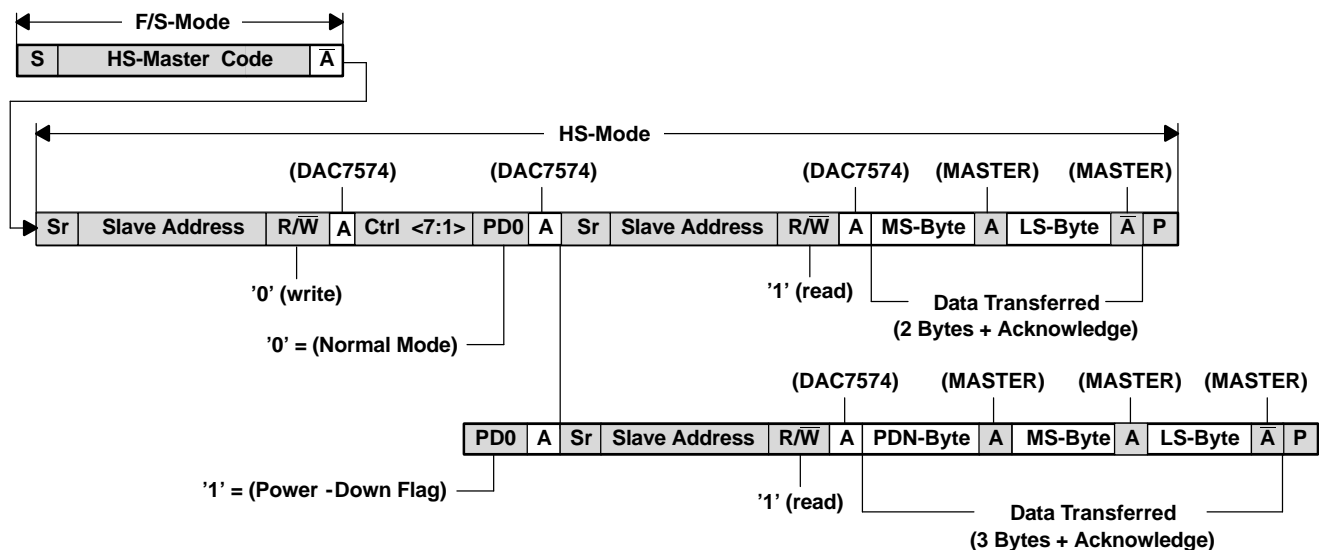 F/S-Mode
S HS-Master Code A̅
HS-Mode
(DAC7574) (DAC7574) (DAC7574) (MASTER) (MASTER)
Sr Slave Address R/W̅ A Ctrl <7:1> PD0 A Sr Slave Address R/W̅ A MS-Byte A LS-Byte A̅ P
’0’ (write) ’1’ (read)
Data Transferred
(2 Bytes + Acknowledge)
’0’ = (Normal Mode)
(DAC7574) (MASTER) (MASTER) (MASTER)
PD0 A Sr Slave Address R/W̅ A PDN-Byte A MS-Byte A LS-Byte A̅ P
’1’ = (Power -Down Flag) ’1’ (read)
Data Transferred
(3 Bytes + Acknowledge)